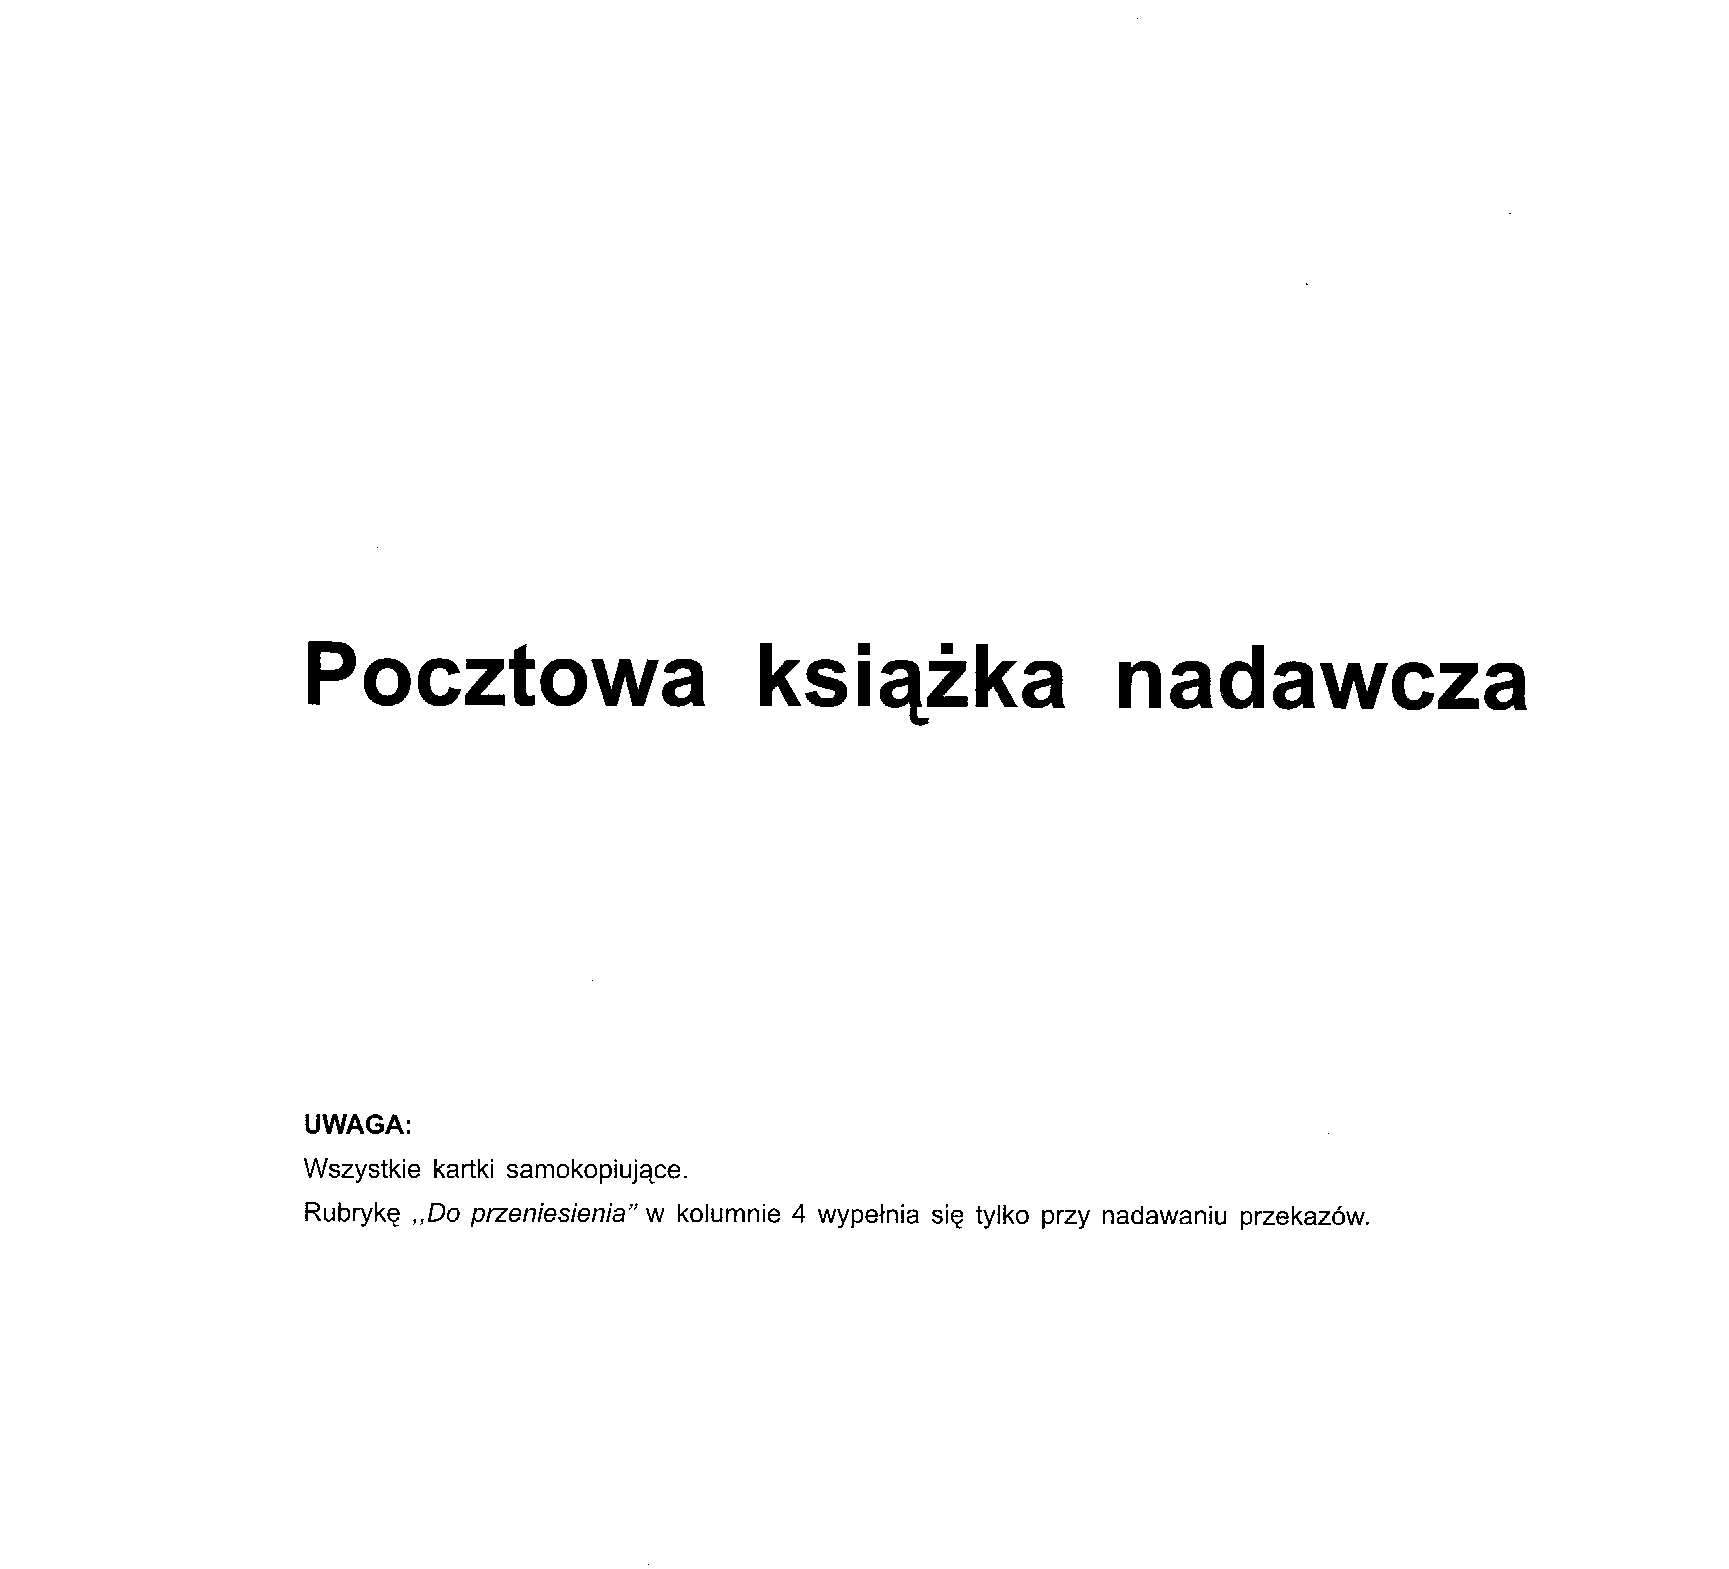 Pocztowa książka nadawcza
UWAGA:
Wszystkie kartki samokopiujące.
Rubrykę ,,Do przeniesienia” w kolumnie 4 wypełnia się tylko przy nadawaniu przekazów.